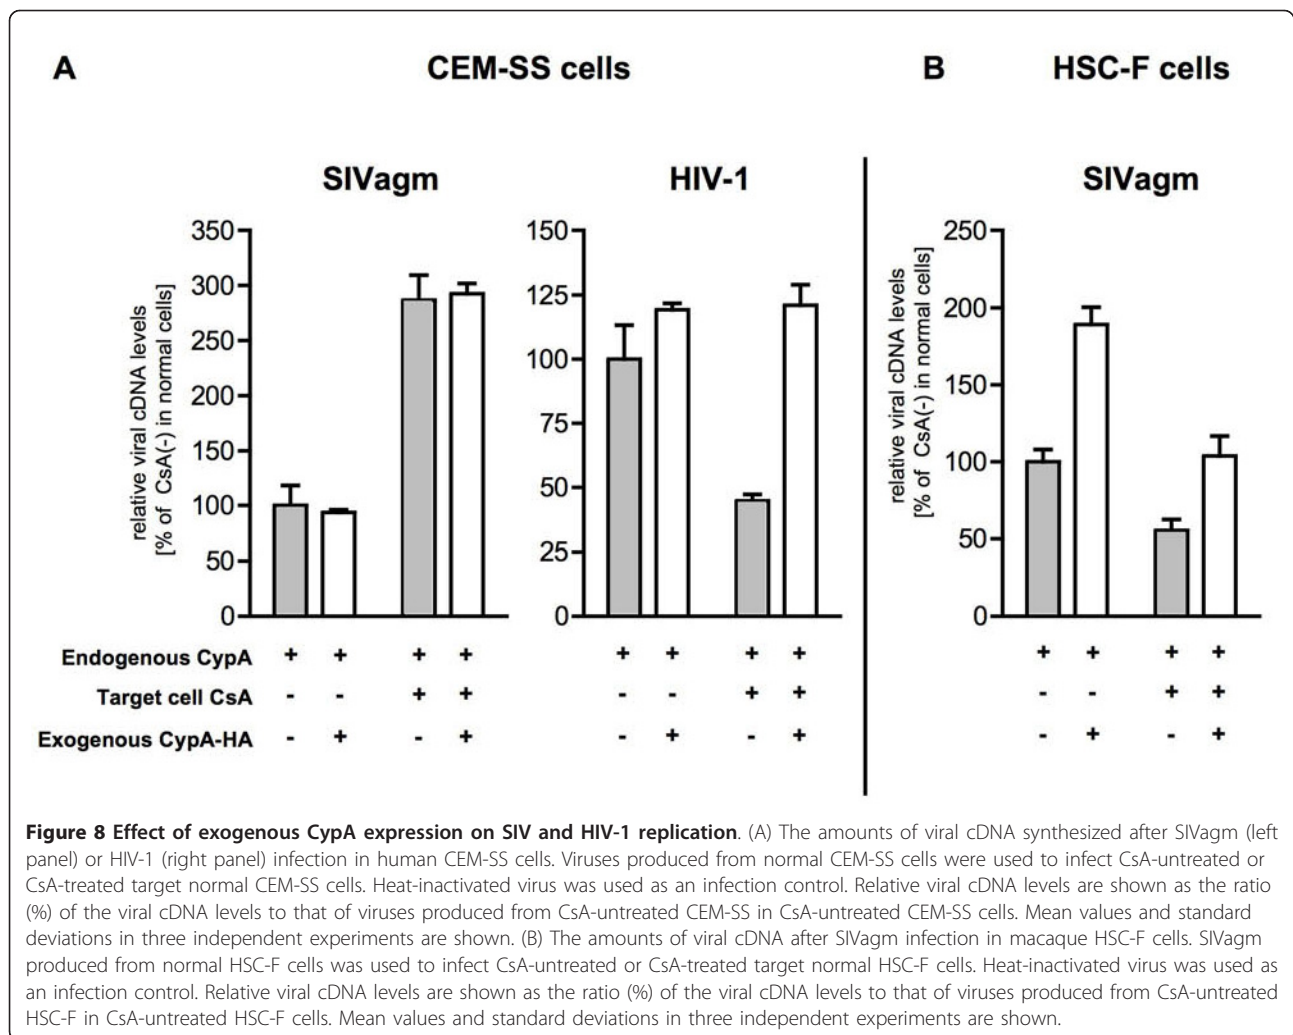 A CEM-SS cells B HSC-F cells
SIVagm HIV-1 SIVagm
relative viral cDNA levels
[% of CsA(-) in normal cells]
350
300
250
200
150
100
50
0
150
125
100
75
50
25
0
relative viral cDNA levels
[% of CsA(-) in normal cells]
250
200
150
100
50
0
Endogenous CypA + + + + + + + + + + + +
Target cell CsA - - + + - - + + - - + +
Exogenous CypA-HA - + - + - + - + - + - +
Figure 8 Effect of exogenous CypA expression on SIV and HIV-1 replication. (A) The amounts of viral cDNA synthesized after SIVagm (left
panel) or HIV-1 (right panel) infection in human CEM-SS cells. Viruses produced from normal CEM-SS cells were used to infect CsA-untreated or
CsA-treated target normal CEM-SS cells. Heat-inactivated virus was used as an infection control. Relative viral cDNA levels are shown as the ratio
(%) of the viral cDNA levels to that of viruses produced from CsA-untreated CEM-SS in CsA-untreated CEM-SS cells. Mean values and standard
deviations in three independent experiments are shown. (B) The amounts of viral cDNA after SIVagm infection in macaque HSC-F cells. SIVagm
produced from normal HSC-F cells was used to infect CsA-untreated or CsA-treated target normal HSC-F cells. Heat-inactivated virus was used as
an infection control. Relative viral cDNA levels are shown as the ratio (%) of the viral cDNA levels to that of viruses produced from CsA-untreated
HSC-F in CsA-untreated HSC-F cells. Mean values and standard deviations in three independent experiments are shown.